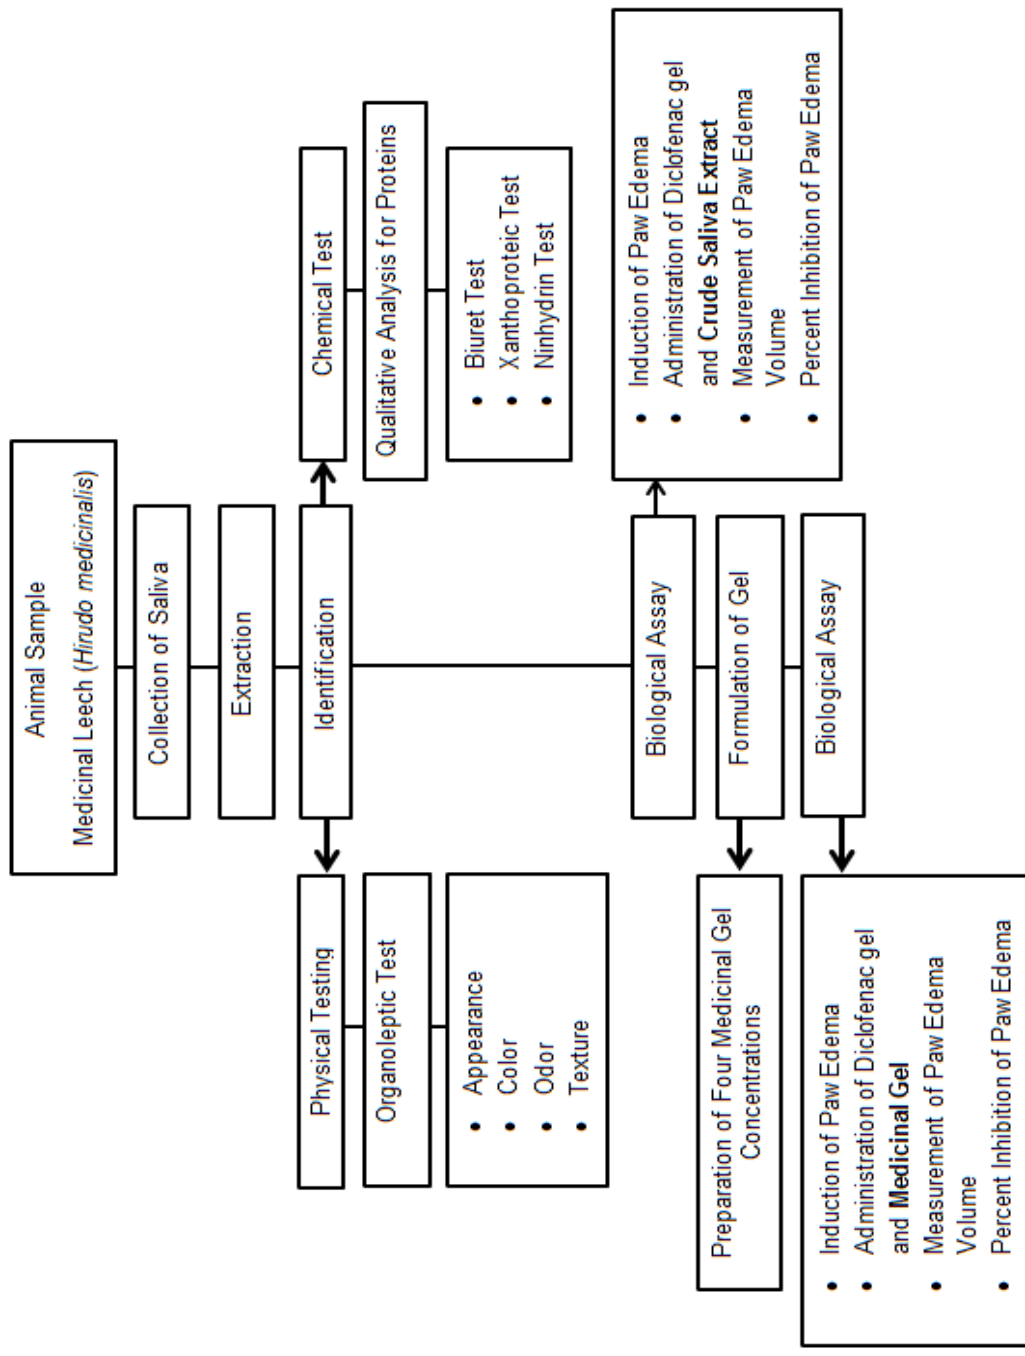 Animal Sample
Medicinal Leech (Hirudo medicinalis)
Collection of Saliva
Extraction
Identification
Physical Testing
Organoleptic Test
• Appearance
• Color
• Odor
• Texture
Chemical Test
Qualitative Analysis for Proteins
• Biuret Test
• Xanthoproteic Test
• Ninhydrin Test
Biological Assay
• Induction of Paw Edema
• Administration of Diclofenac gel
and Crude Saliva Extract
• Measurement of Paw Edema
Volume
• Percent Inhibition of Paw Edema
Formulation of Gel
Preparation of Four Medicinal Gel
Concentrations
Biological Assay
• Induction of Paw Edema
• Administration of Diclofenac gel
and Medicinal Gel
• Measurement of Paw Edema
Volume
• Percent Inhibition of Paw Edema